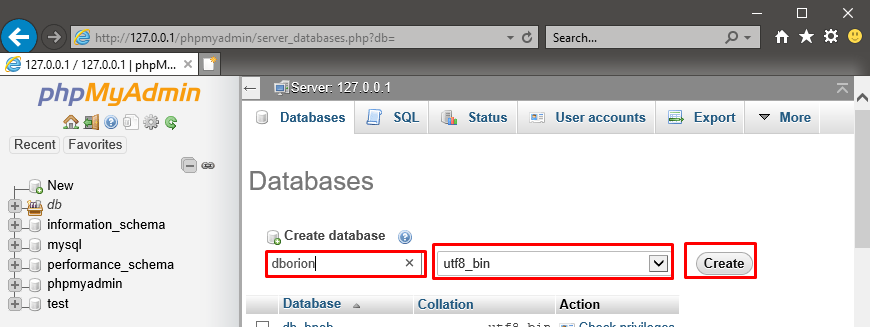 http://127.0.0.1/phpmyadmin/server_databases.php?db=
Search...
127.0.0.1 / 127.0.0.1 | phpM...
phpMyAdmin
Recent
Favorites
New
db
information_schema
mysql
performance_schema
phpmyadmin
test
Server: 127.0.0.1
Databases
SQL
Status
User accounts
Export
More
Databases
Create database
dborion
utf8_bin
Create
Database
Collation
Action
utf8_bin
Check privileges